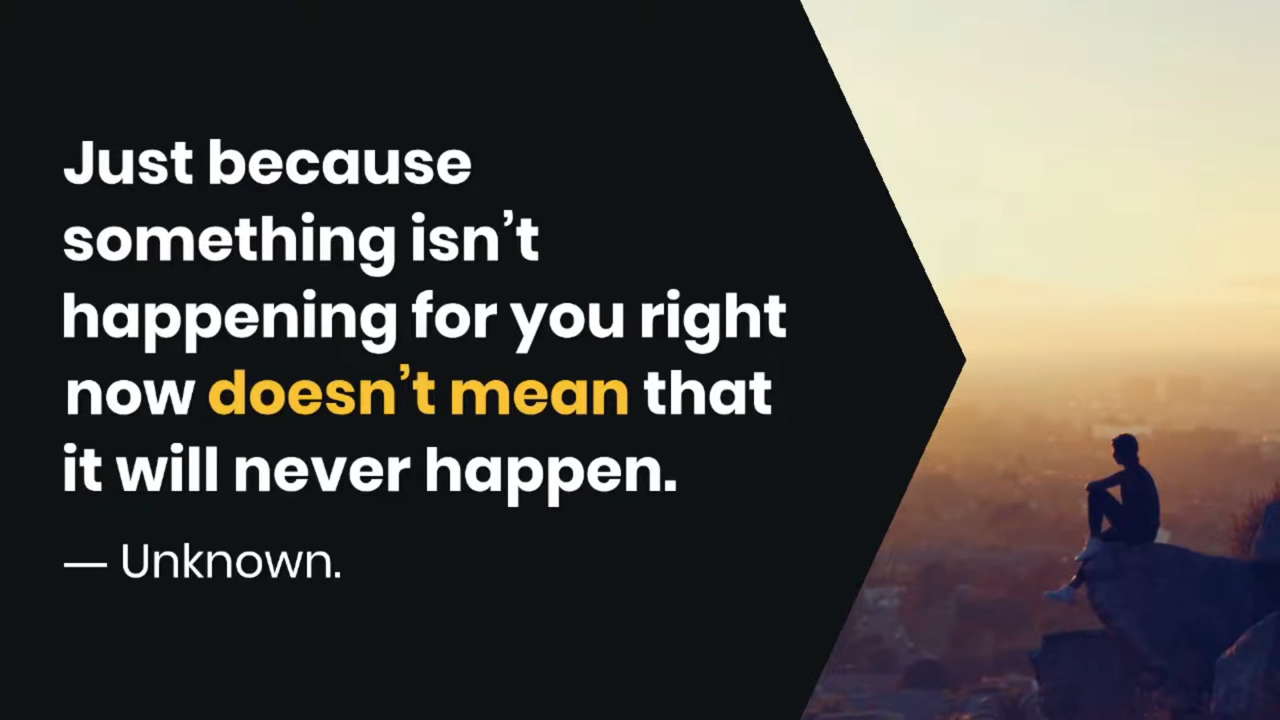 Just because
something isn’t
happening for you right
now doesn’t mean that
it will never happen.
— Unknown.